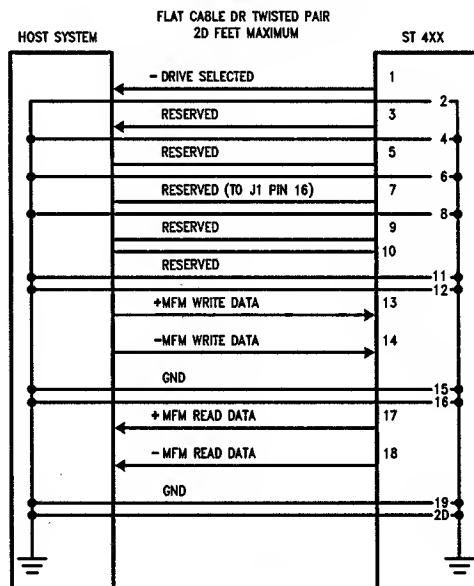 FLAT CABLE DR TWISTED PAIR
2D FEET MAXIMUM
HOST SYSTEM
ST 4XX
- DRIVE SELECTED
1
2
RESERVED
3
4
RESERVED
5
6
RESERVED (TO J1 PIN 16)
7
8
RESERVED
9
10
RESERVED
11
12
+MFM WRITE DATA
13
-MFM WRITE DATA
14
GND
15
16
+ MFM READ DATA
17
- MFM READ DATA
18
GND
19
2D